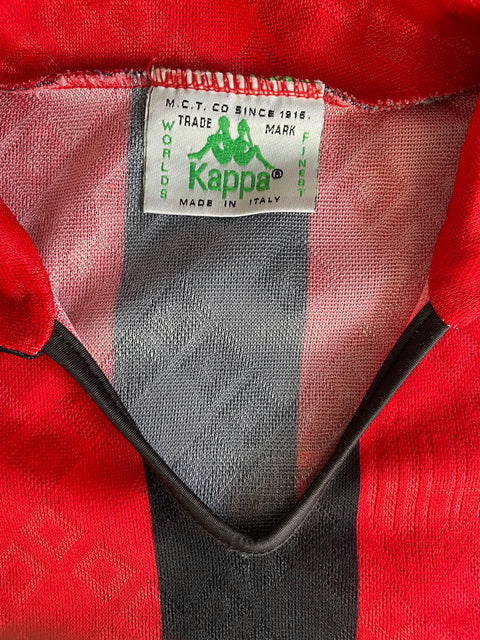 M.C.T. CO SINCE 1916.
TRADE MARK
WORLDS
FINEST
Kappa®
MADE IN ITALY